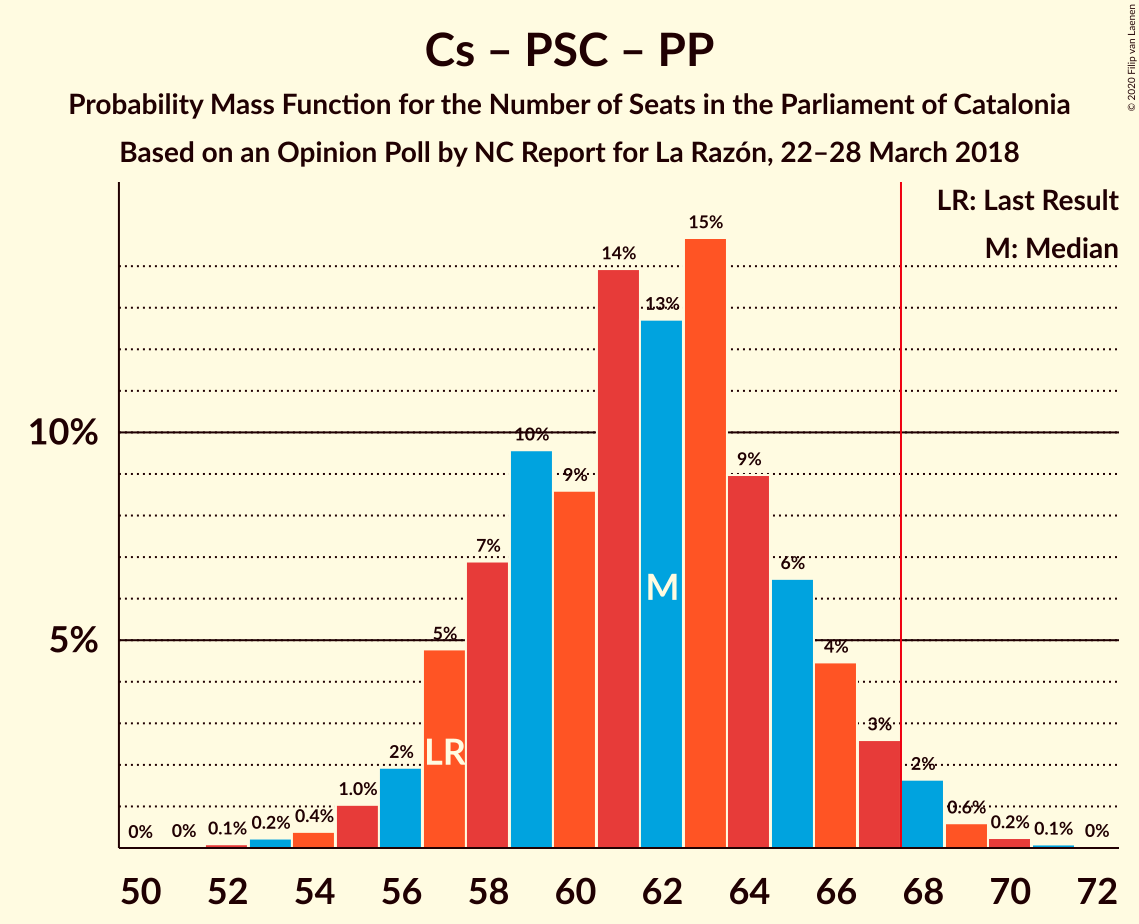 Cs – PSC – PP
Probability Mass Function for the Number of Seats in the Parliament of Catalonia
Based on an Opinion Poll by NC Report for La Razón, 22–28 March 2018
© 2020 Filip van Laenen
LR: Last Result
M: Median
10%
5%
0%
0%
0.1%
0.2%
0.4%
1.0%
2%
5%
7%
10%
9%
14%
13%
15%
9%
6%
4%
3%
2%
0.6%
0.2%
0.1%
0%
LR
M
50 52 54 56 58 60 62 64 66 68 70 72